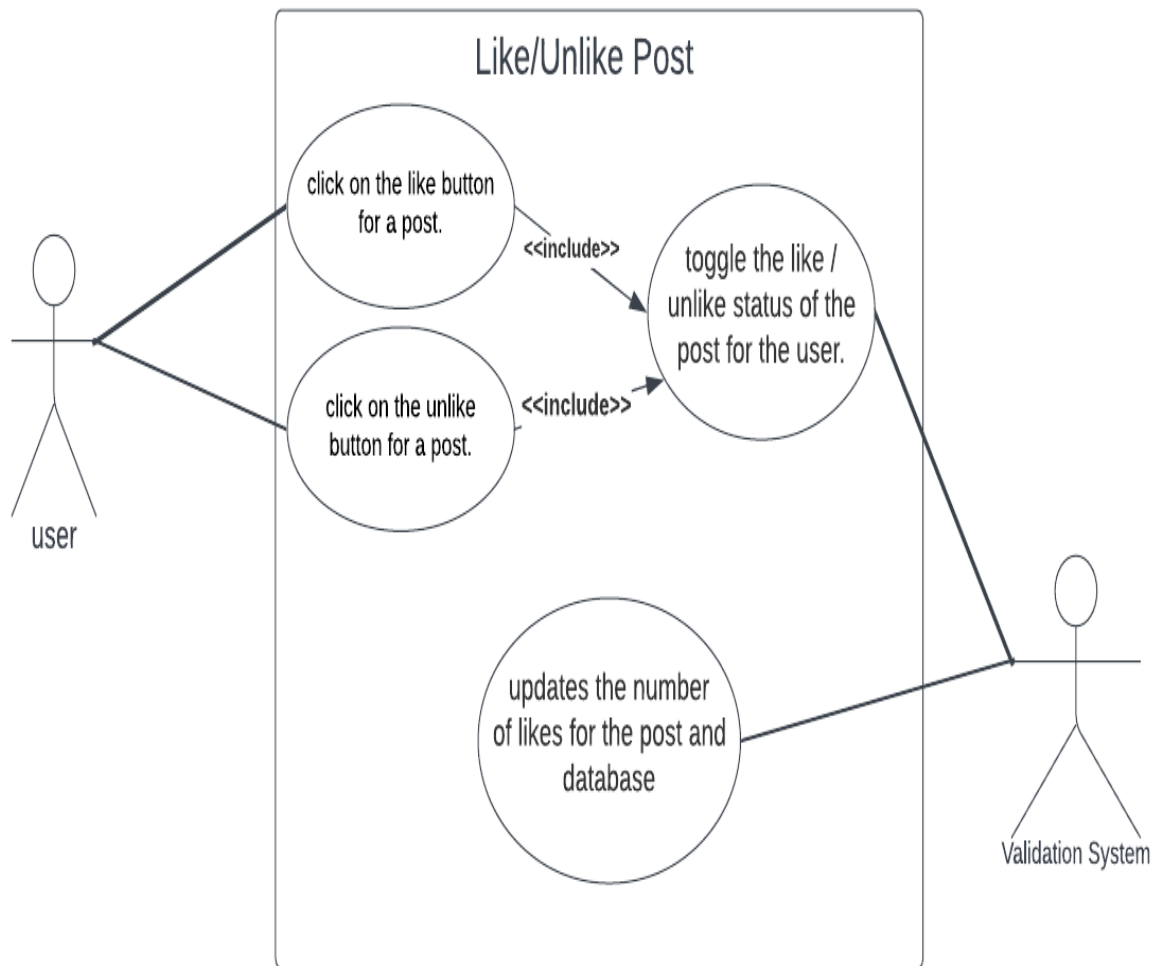 Like/Unlike Post
click on the like button
for a post.
<<include>>
toggle the like /
unlike status of the
post for the user.
click on the unlike
button for a post.
<<include>>
user
updates the number
of likes for the post and
database
Validation System